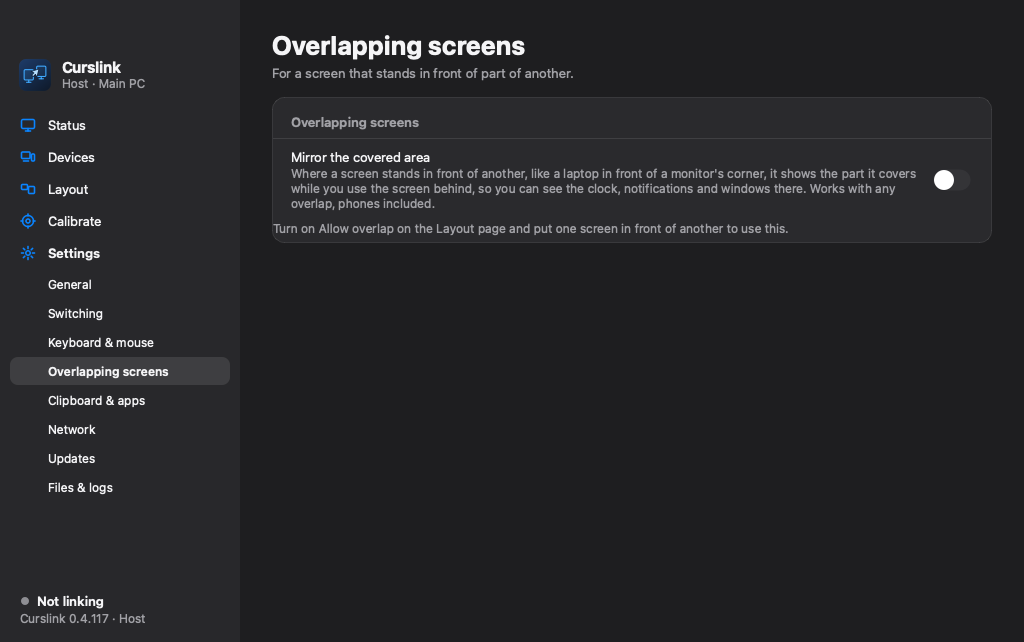 Curslink
Host · Main PC
Status
Devices
Layout
Calibrate
Settings
General
Switching
Keyboard & mouse
Overlapping screens
Clipboard & apps
Network
Updates
Files & logs
Not linking
Curslink 0.4.117 · Host
Overlapping screens
For a screen that stands in front of part of another.
Overlapping screens
Mirror the covered area
Where a screen stands in front of another, like a laptop in front of a monitor's corner, it shows the part it covers
while you use the screen behind, so you can see the clock, notifications and windows there. Works with any
overlap, phones included.
Turn on Allow overlap on the Layout page and put one screen in front of another to use this.